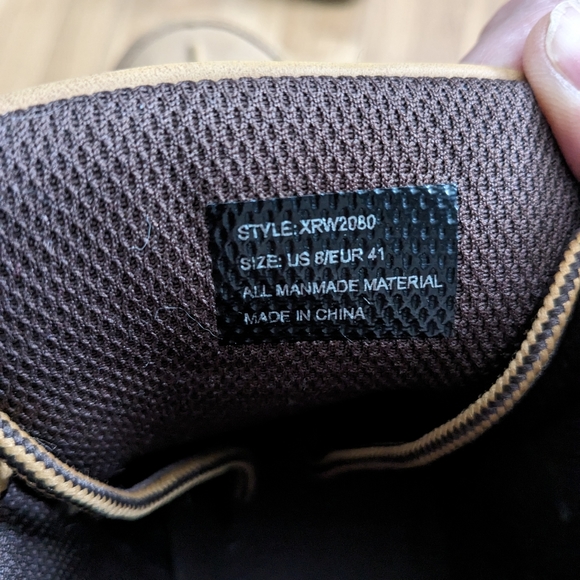 STYLE: XRW2080
SIZE: US 8/EUR 41
ALL MANMADE MATERIAL
MADE IN CHINA